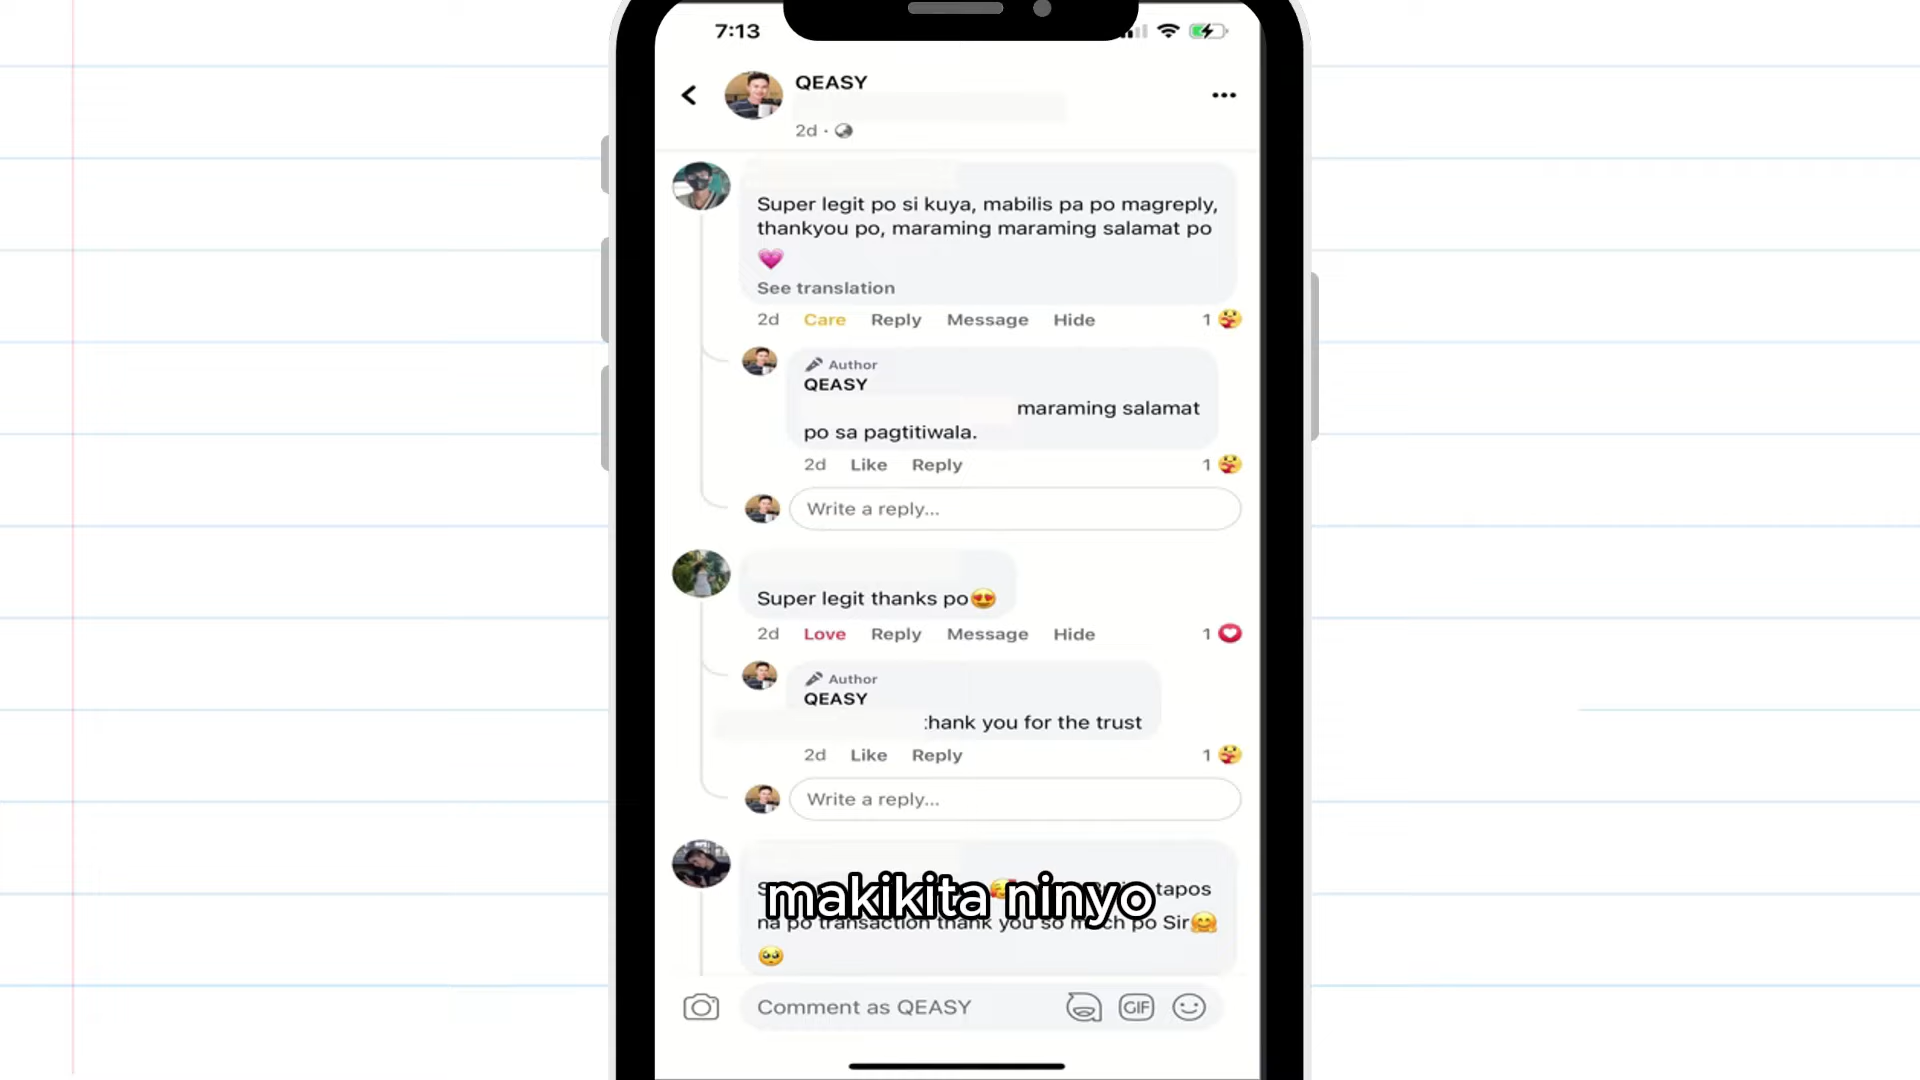 7:13
QEASY
2d ·
Super legit po si kuya, mabilis pa po magreply,
thankyou po, maraming maraming salamat po
💗
See translation
2d Care Reply Message Hide 1
Author
QEASY
maraming salamat
po sa pagtitiwala.
2d Like Reply 1
Write a reply...
Super legit thanks po😍
2d Love Reply Message Hide 1
Author
QEASY
hank you for the trust
2d Like Reply 1
Write a reply...
tapos
makikita ninyo
na po transaction thank you so much po Sir🤗
🥺
Comment as QEASY
GIF